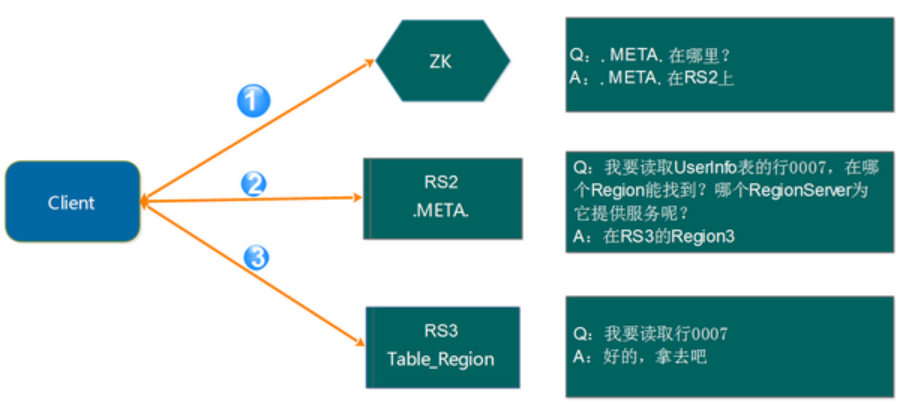 ZK
Q：.META.在哪里？
A：.META.在RS2上
1
Client
2
RS2
.META.
Q：我要读取UserInfo表的行0007，在哪
个Region能找到？哪个RegionServer为
它提供服务呢？
A：在RS3的Region3
3
RS3
Table_Region
Q：我要读取行0007
A：好的，拿去吧